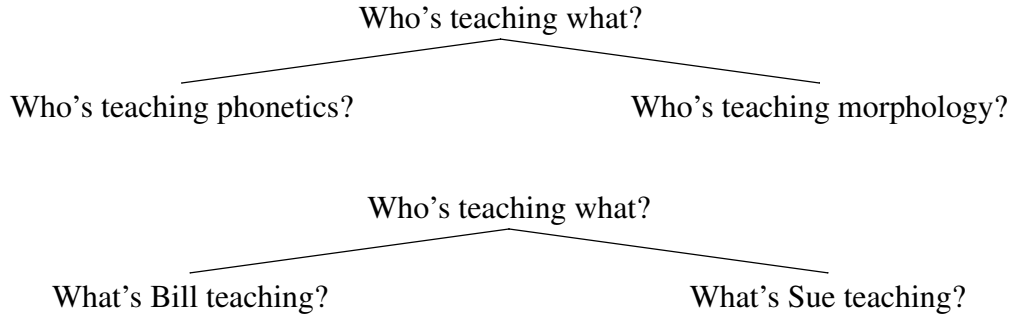 Who's teaching what?
Who's teaching phonetics? Who's teaching morphology?
Who's teaching what?
What's Bill teaching? What's Sue teaching?